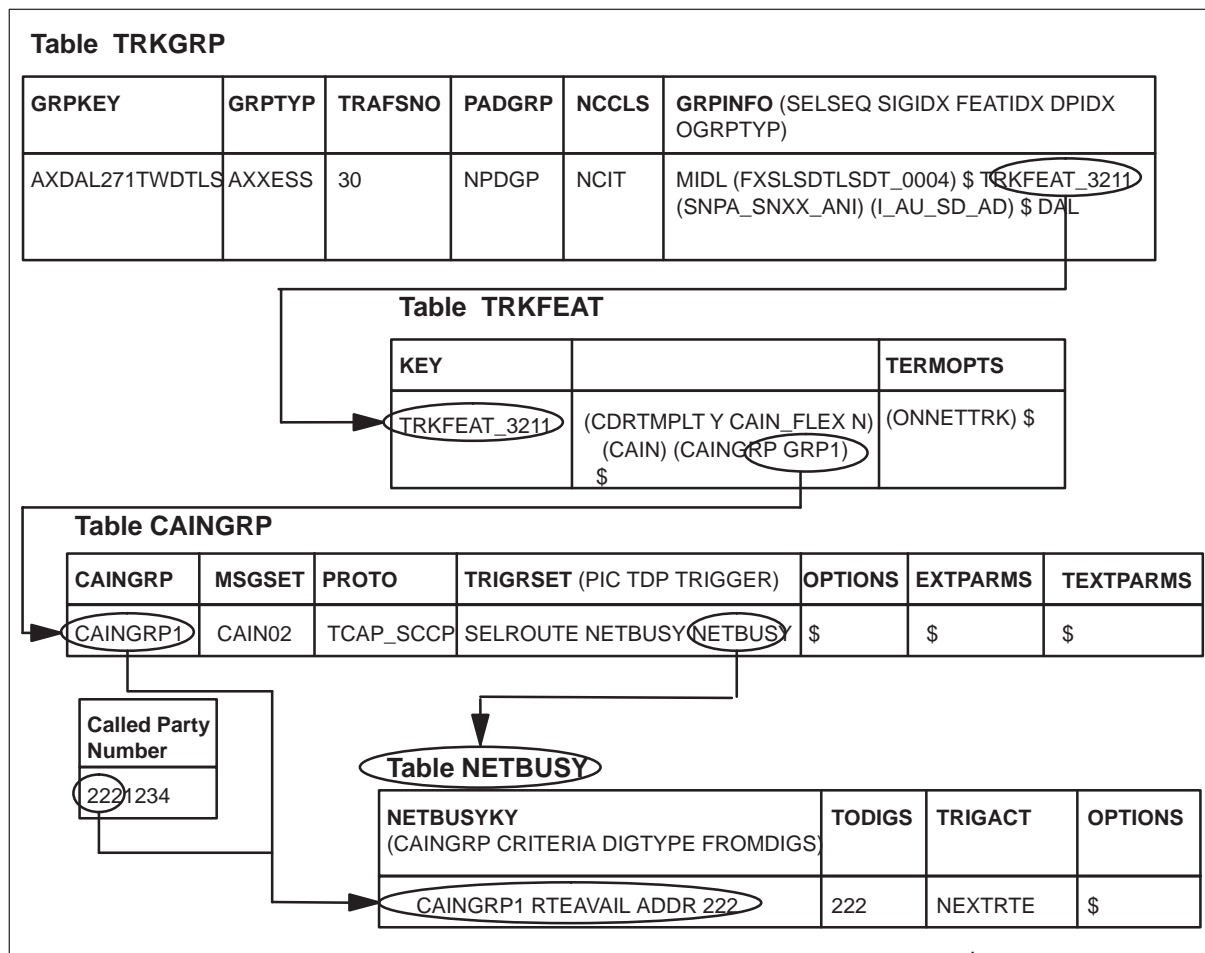 Table TRKGRP
GRPKEY GRPTYP TRAFSNO PADGRP NCCLS GRPINFO (SELSEQ SIGIDX FEATIDX DPIDX
OGRPTYP)
AXDAL271TWDTLS AXXESS 30 NPDGP NCIT MIDL (FXSLSDTLSDT_0004) $ TRKFEAT_3211
(SNPA_SNXX_ANI) (I_AU_SD_AD) $ DAL
Table TRKFEAT
KEY TERMOPTS
TRKFEAT_3211 (CDRTMPLT Y CAIN_FLEX N) (ONNETTRK) $
(CAIN) (CAINGRP GRP1)
$
Table CAINGRP
CAINGRP MSGSET PROTO TRIGRSET (PIC TDP TRIGGER) OPTIONS EXTPARMS TEXTPARMS
CAINGRP1 CAIN02 TCAP_SCCP SELROUTE NETBUSY NETBUSY $ $ $
Called Party
Number
2221234
Table NETBUSY
NETBUSYKY TODIGS TRIGACT OPTIONS
(CAINGRP CRITERIA DIGTYPE FROMDIGS)
CAINGRP1 RTEAVAIL ADDR 222 222 NEXTRTE $